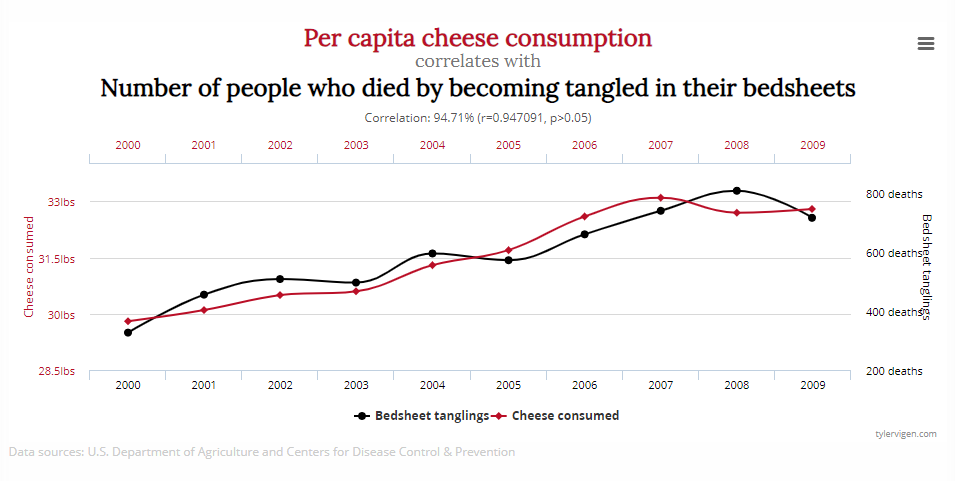 Per capita cheese consumption
correlates with
Number of people who died by becoming tangled in their bedsheets
Correlation: 94.71% (r=0.947091, p>0.05)
2000 2001 2002 2003 2004 2005 2006 2007 2008 2009
Cheese consumed
33lbs
31.5lbs
30lbs
28.5lbs
800 deaths
600 deaths
400 deaths
200 deaths
Bedsheet tanglings
2000 2001 2002 2003 2004 2005 2006 2007 2008 2009
Bedsheet tanglings Cheese consumed
tylervigen.com
Data sources: U.S. Department of Agriculture and Centers for Disease Control & Prevention